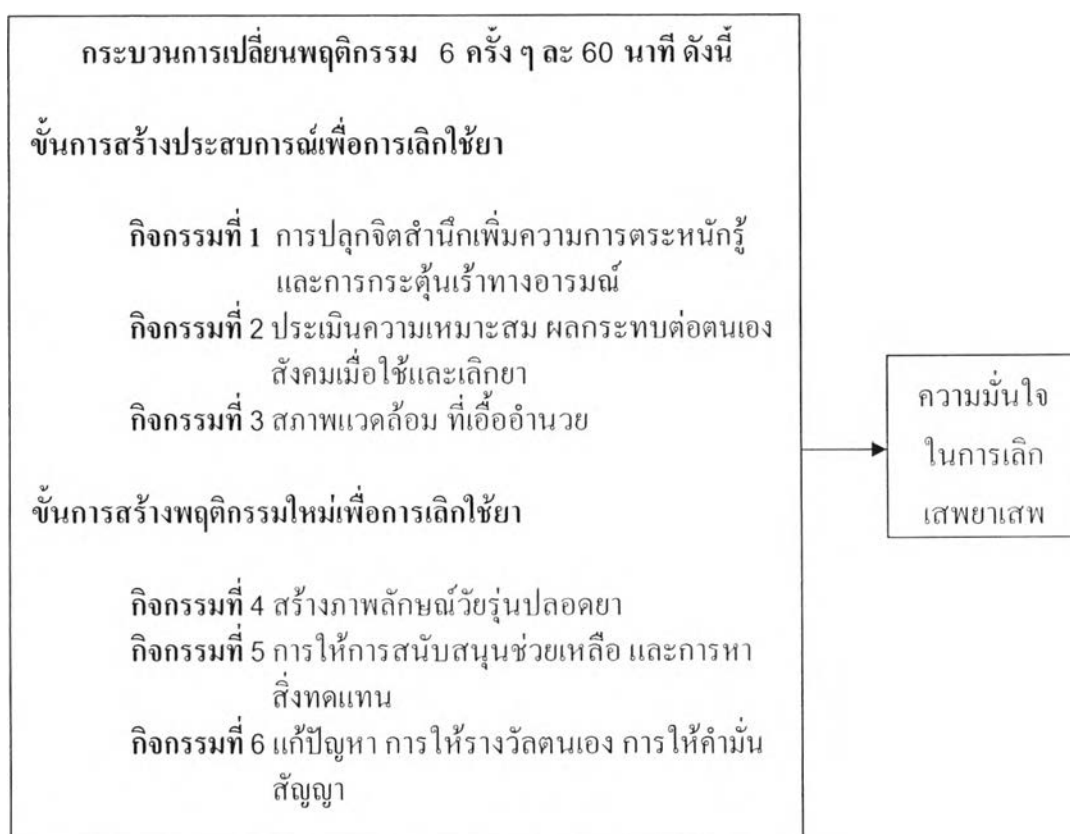 กระบวนการเปลี่ยนพฤติกรรม 6 ครั้ง ๆ ละ 60 นาที ดังนี้
ขั้นการสร้างประสบการณ์เพื่อการเลิกใช้ยา
กิจกรรมที่ 1 การปลุกจิตสำนึกเพิ่มความการตระหนักรู้
และการกระตุ้นเร้าทางอารมณ์
กิจกรรมที่ 2 ประเมินความเหมาะสม ผลกระทบต่อตนเอง
สังคมเมื่อใช้และเลิกยา
กิจกรรมที่ 3 สภาพแวดล้อม ที่เอื้ออำนวย
ขั้นการสร้างพฤติกรรมใหม่เพื่อการเลิกใช้ยา
กิจกรรมที่ 4 สร้างภาพลักษณ์วัยรุ่นปลอดยา
กิจกรรมที่ 5 การให้การสนับสนุนช่วยเหลือ และการหา
สิ่งทดแทน
กิจกรรมที่ 6 แก้ปัญหา การให้รางวัลตนเอง การให้คำมั่น
สัญญา
ความมั่นใจ
ในการเลิก
เสพยาเสพ